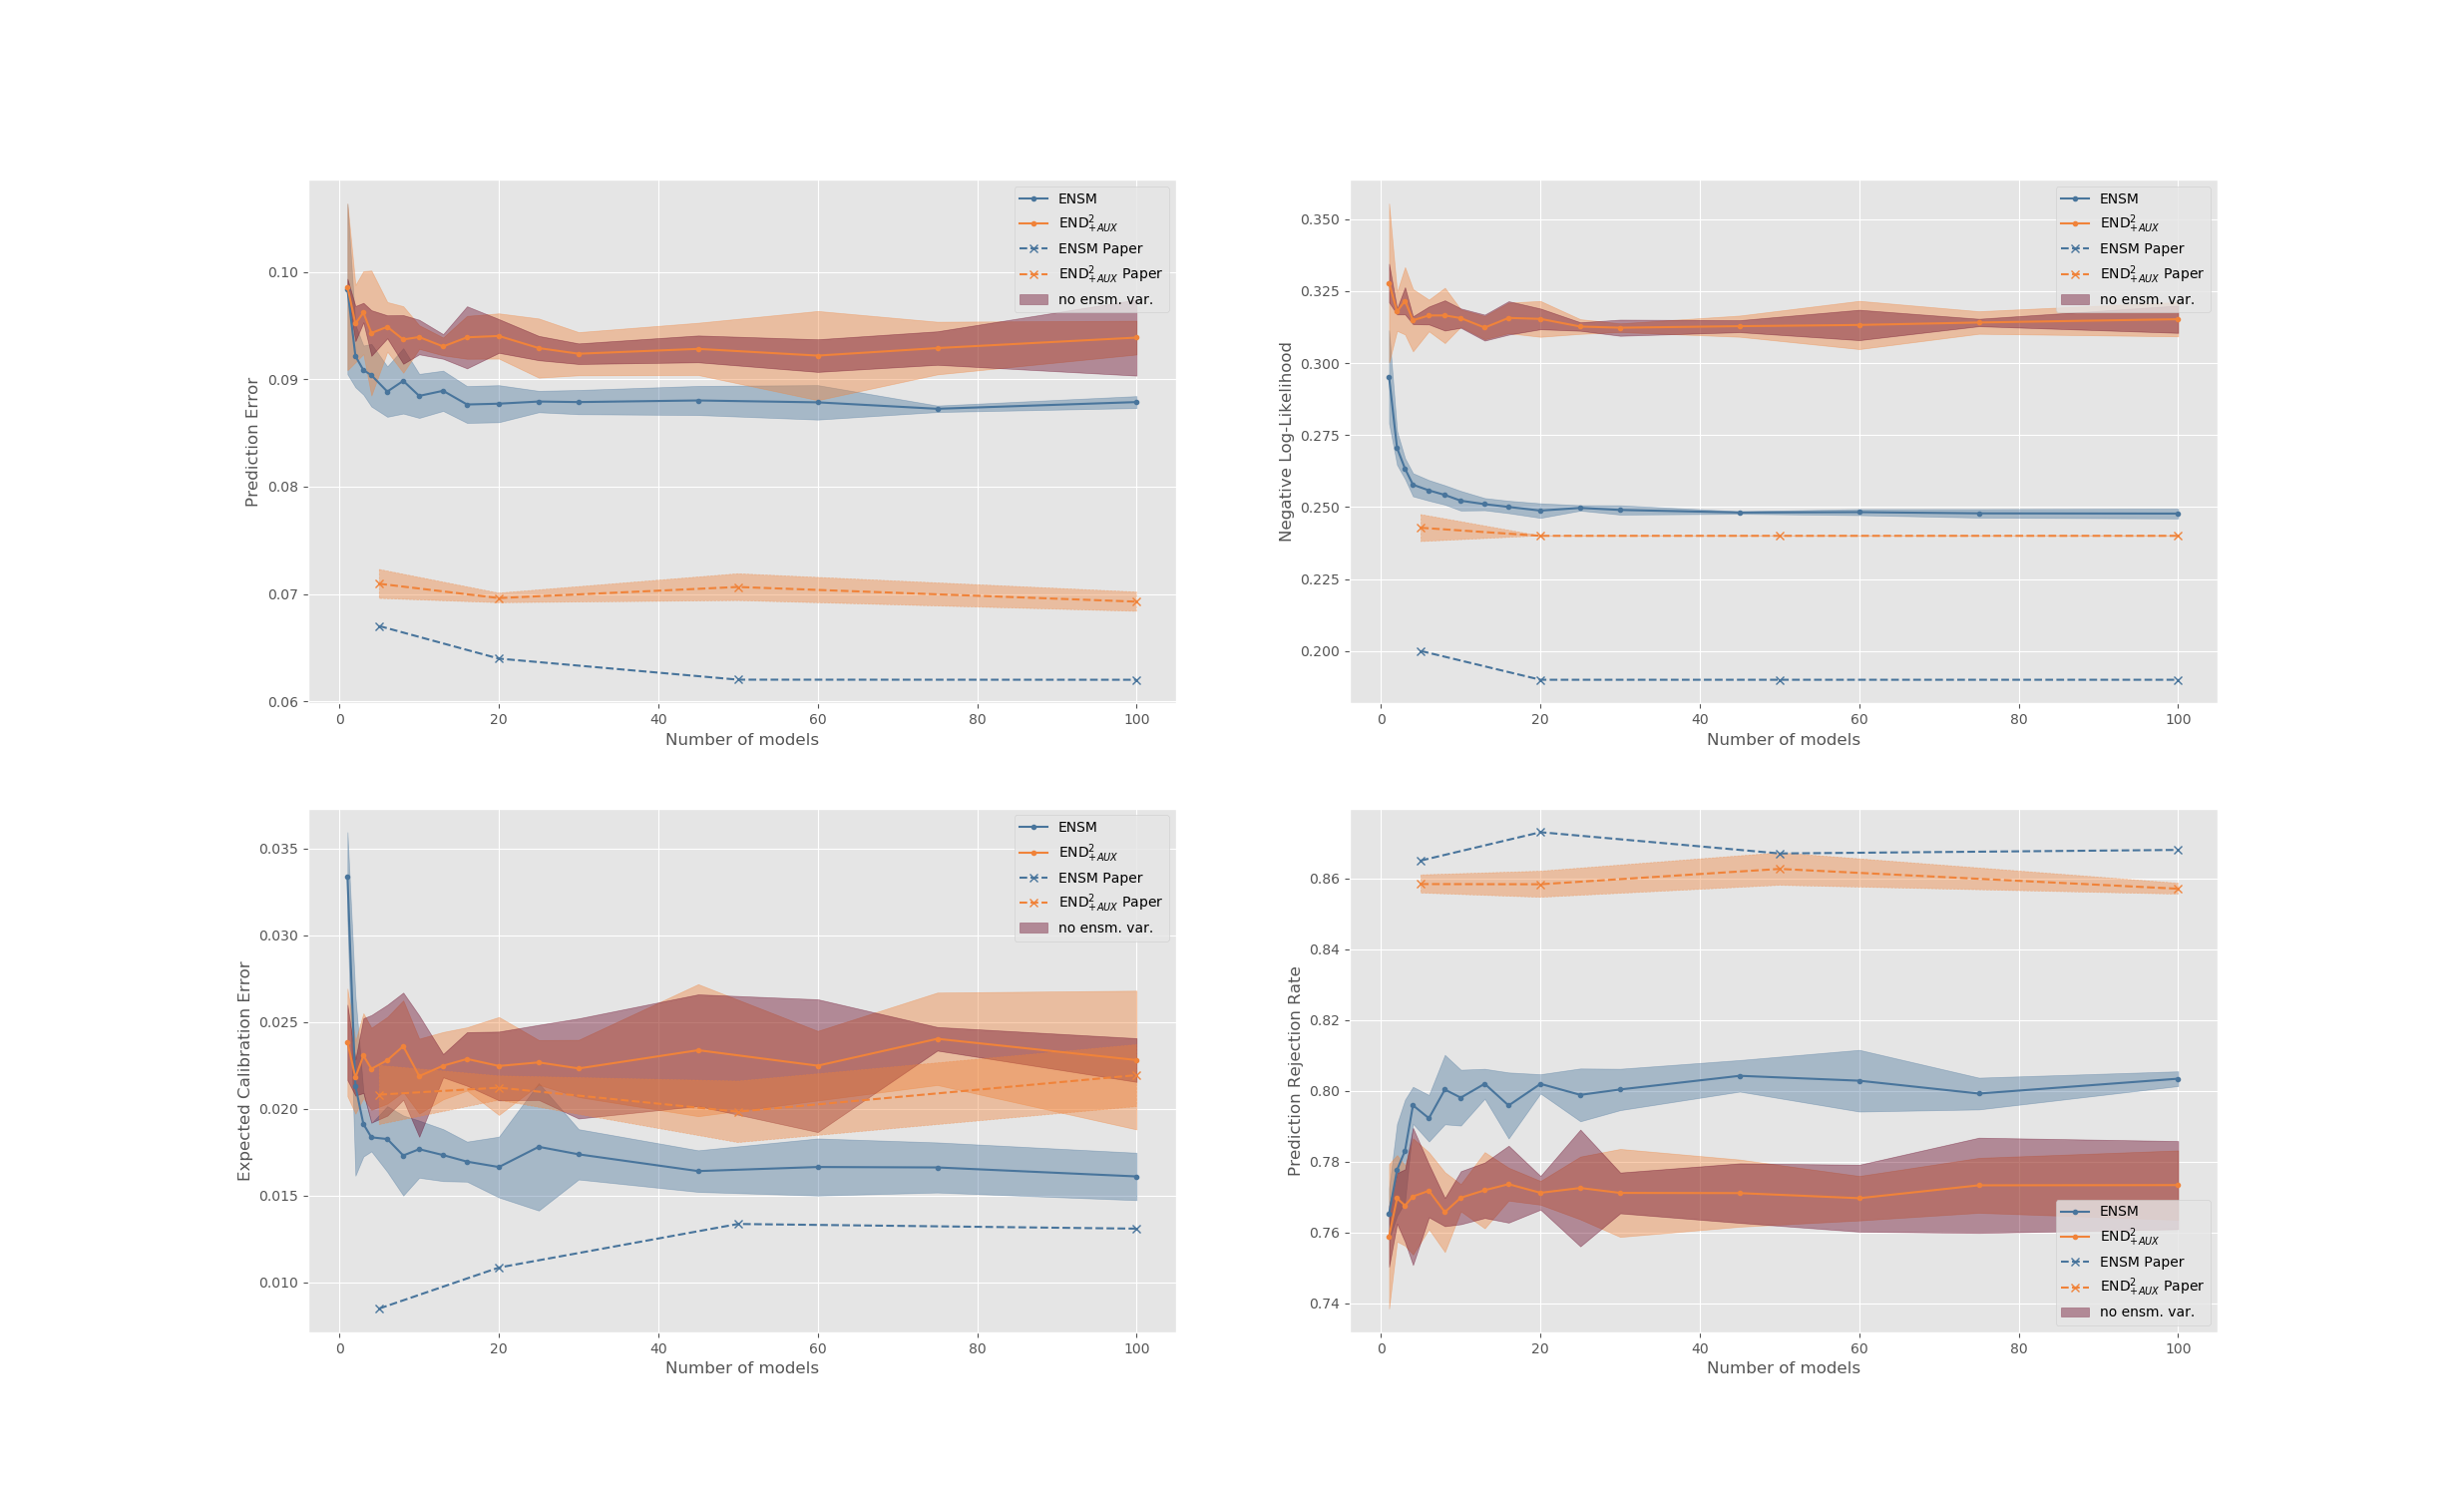 0.10
0.09
0.08
0.07
0.06
Prediction Error
0 20 40 60 80 100
Number of models
ENSM
END²₊AUX
ENSM Paper
END²₊AUX Paper
no ensm. var.
0.350
0.325
0.300
0.275
0.250
0.225
0.200
Negative Log-Likelihood
0 20 40 60 80 100
Number of models
ENSM
END²₊AUX
ENSM Paper
END²₊AUX Paper
no ensm. var.
0.035
0.030
0.025
0.020
0.015
0.010
Expected Calibration Error
0 20 40 60 80 100
Number of models
ENSM
END²₊AUX
ENSM Paper
END²₊AUX Paper
no ensm. var.
0.86
0.84
0.82
0.80
0.78
0.76
0.74
Prediction Rejection Rate
0 20 40 60 80 100
Number of models
ENSM
END²₊AUX
ENSM Paper
END²₊AUX Paper
no ensm. var.